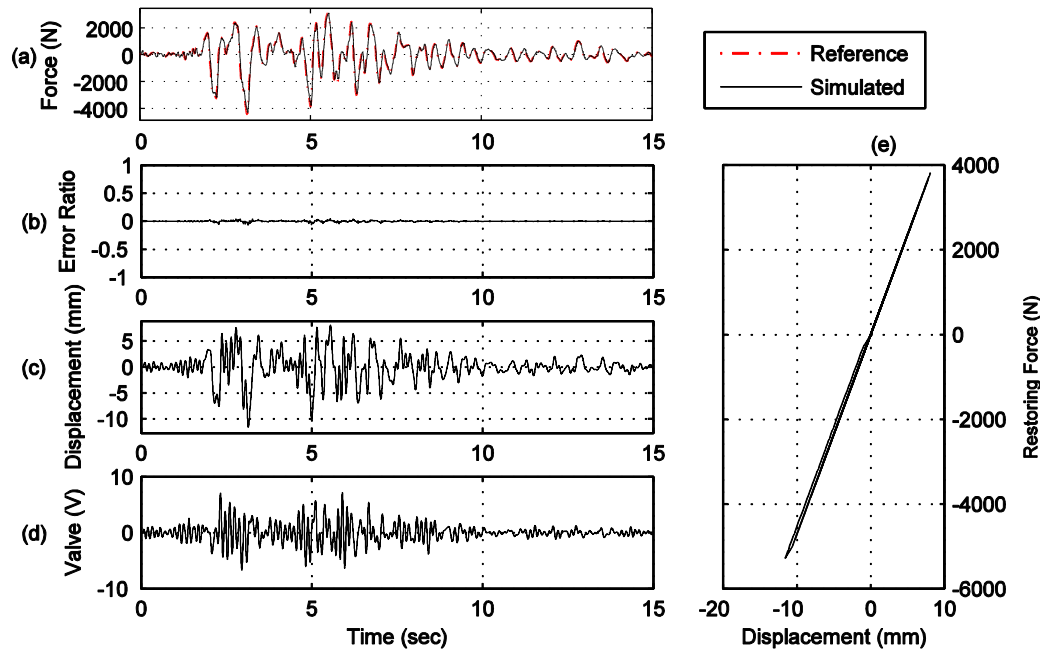 (a)
Force (N)
2000
0
-2000
-4000
0 5 10 15
Reference
Simulated
(b)
Error Ratio
1
0.5
0
-0.5
-1
0 5 10 15
(c)
Displacement (mm)
5
0
-5
-10
0 5 10 15
(d)
Valve (V)
10
0
-10
0 5 10 15
Time (sec)
(e)
4000
2000
0
-2000
-4000
-6000
Restoring Force (N)
-20 -10 0 10
Displacement (mm)